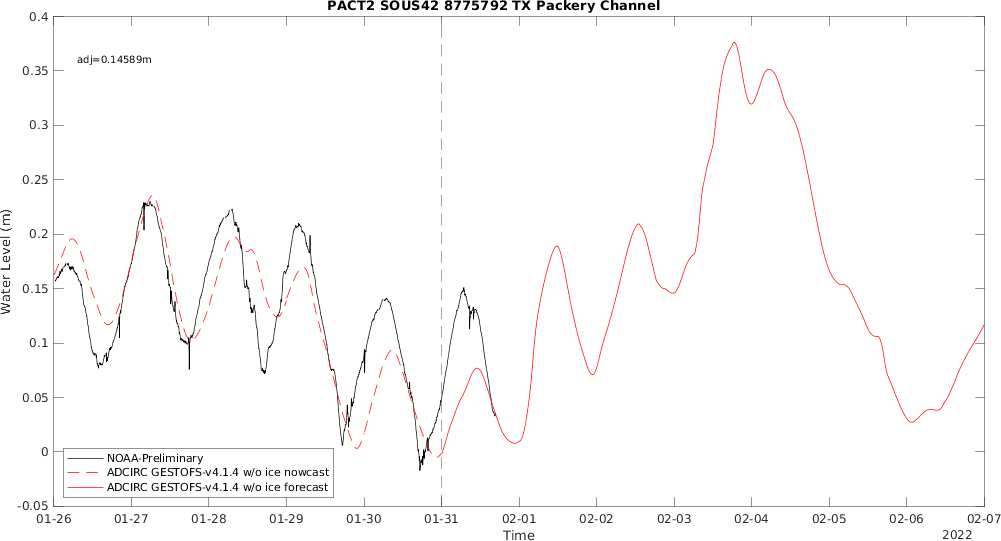 PACT2 SOUS42 8775792 TX Packery Channel
adj=0.14589m
Water Level (m)
0.4
0.35
0.3
0.25
0.2
0.15
0.1
0.05
0
-0.05
NOAA-Preliminary
ADCIRC GESTOFS-v4.1.4 w/o ice nowcast
ADCIRC GESTOFS-v4.1.4 w/o ice forecast
01-26 01-27 01-28 01-29 01-30 01-31 02-01 02-02 02-03 02-04 02-05 02-06 02-07
Time
2022